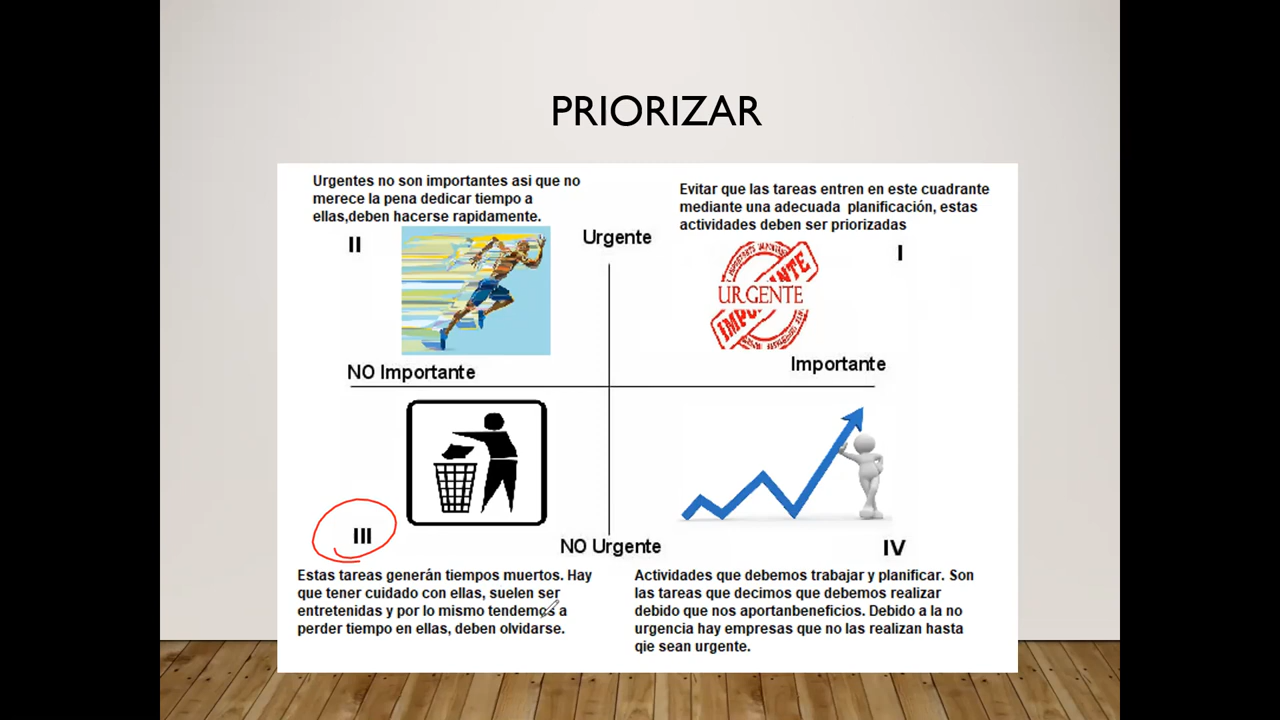 PRIORIZAR
Urgentes no son importantes asi que no
merece la pena dedicar tiempo a
ellas,deben hacerse rapidamente.
Evitar que las tareas entren en este cuadrante
mediante una adecuada planificación, estas
actividades deben ser priorizadas
II
Urgente
I
URGENTE
NO Importante
Importante
III
NO Urgente
IV
Estas tareas generán tiempos muertos. Hay
que tener cuidado con ellas, suelen ser
entretenidas y por lo mismo tendemos a
perder tiempo en ellas, deben olvidarse.
Actividades que debemos trabajar y planificar. Son
las tareas que decimos que debemos realizar
debido que nos aportanbeneficios. Debido a la no
urgencia hay empresas que no las realizan hasta
qie sean urgente.